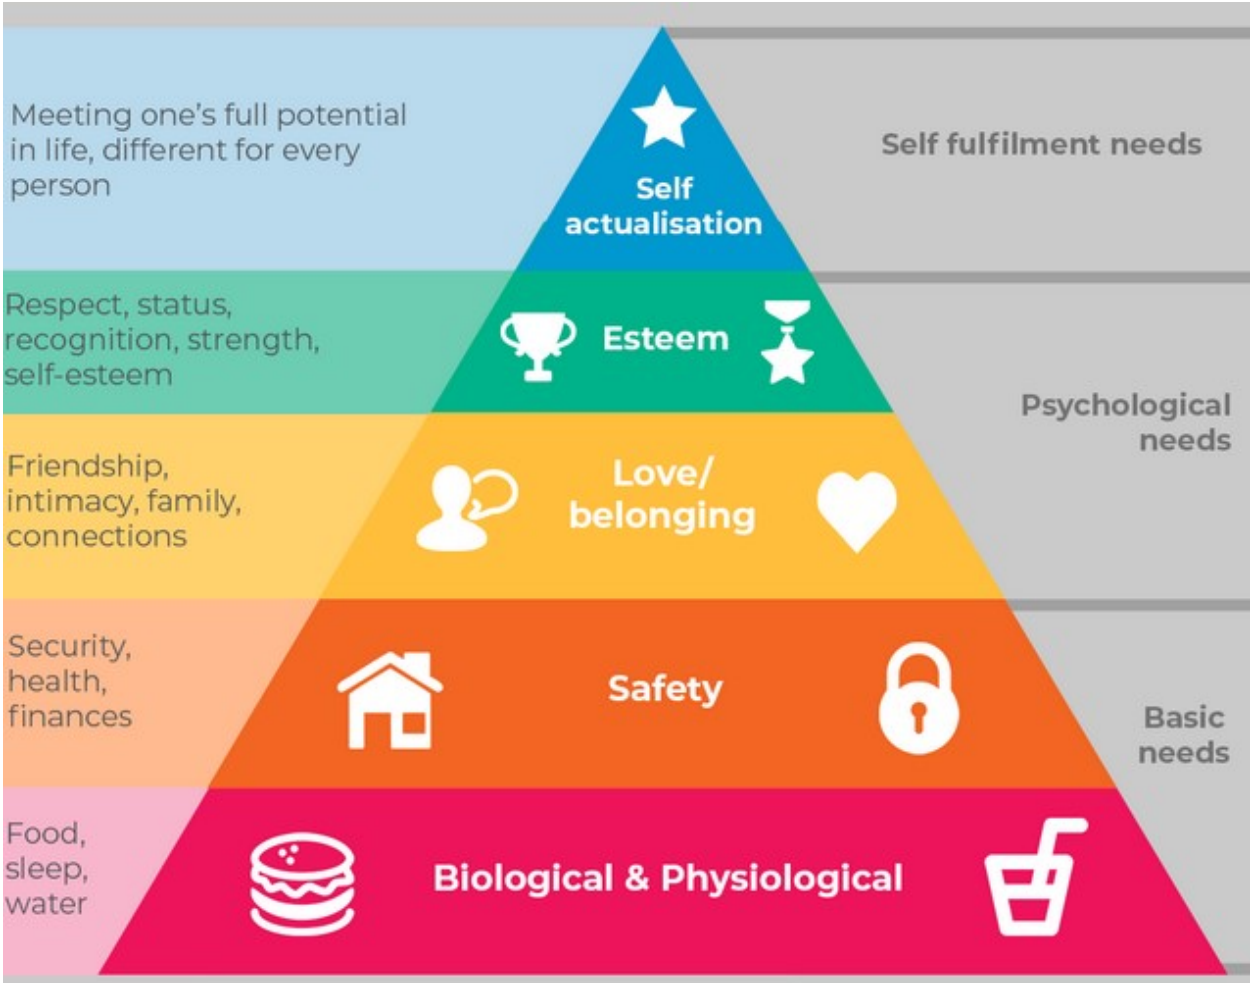 Meeting one's full potential
in life, different for every
person
Self
actualisation
Self fulfilment needs
Respect, status,
recognition, strength,
self-esteem
Esteem
Psychological
needs
Friendship,
intimacy, family,
connections
Love/
belonging
Security,
health,
finances
Safety
Basic
needs
Food,
sleep,
water
Biological & Physiological